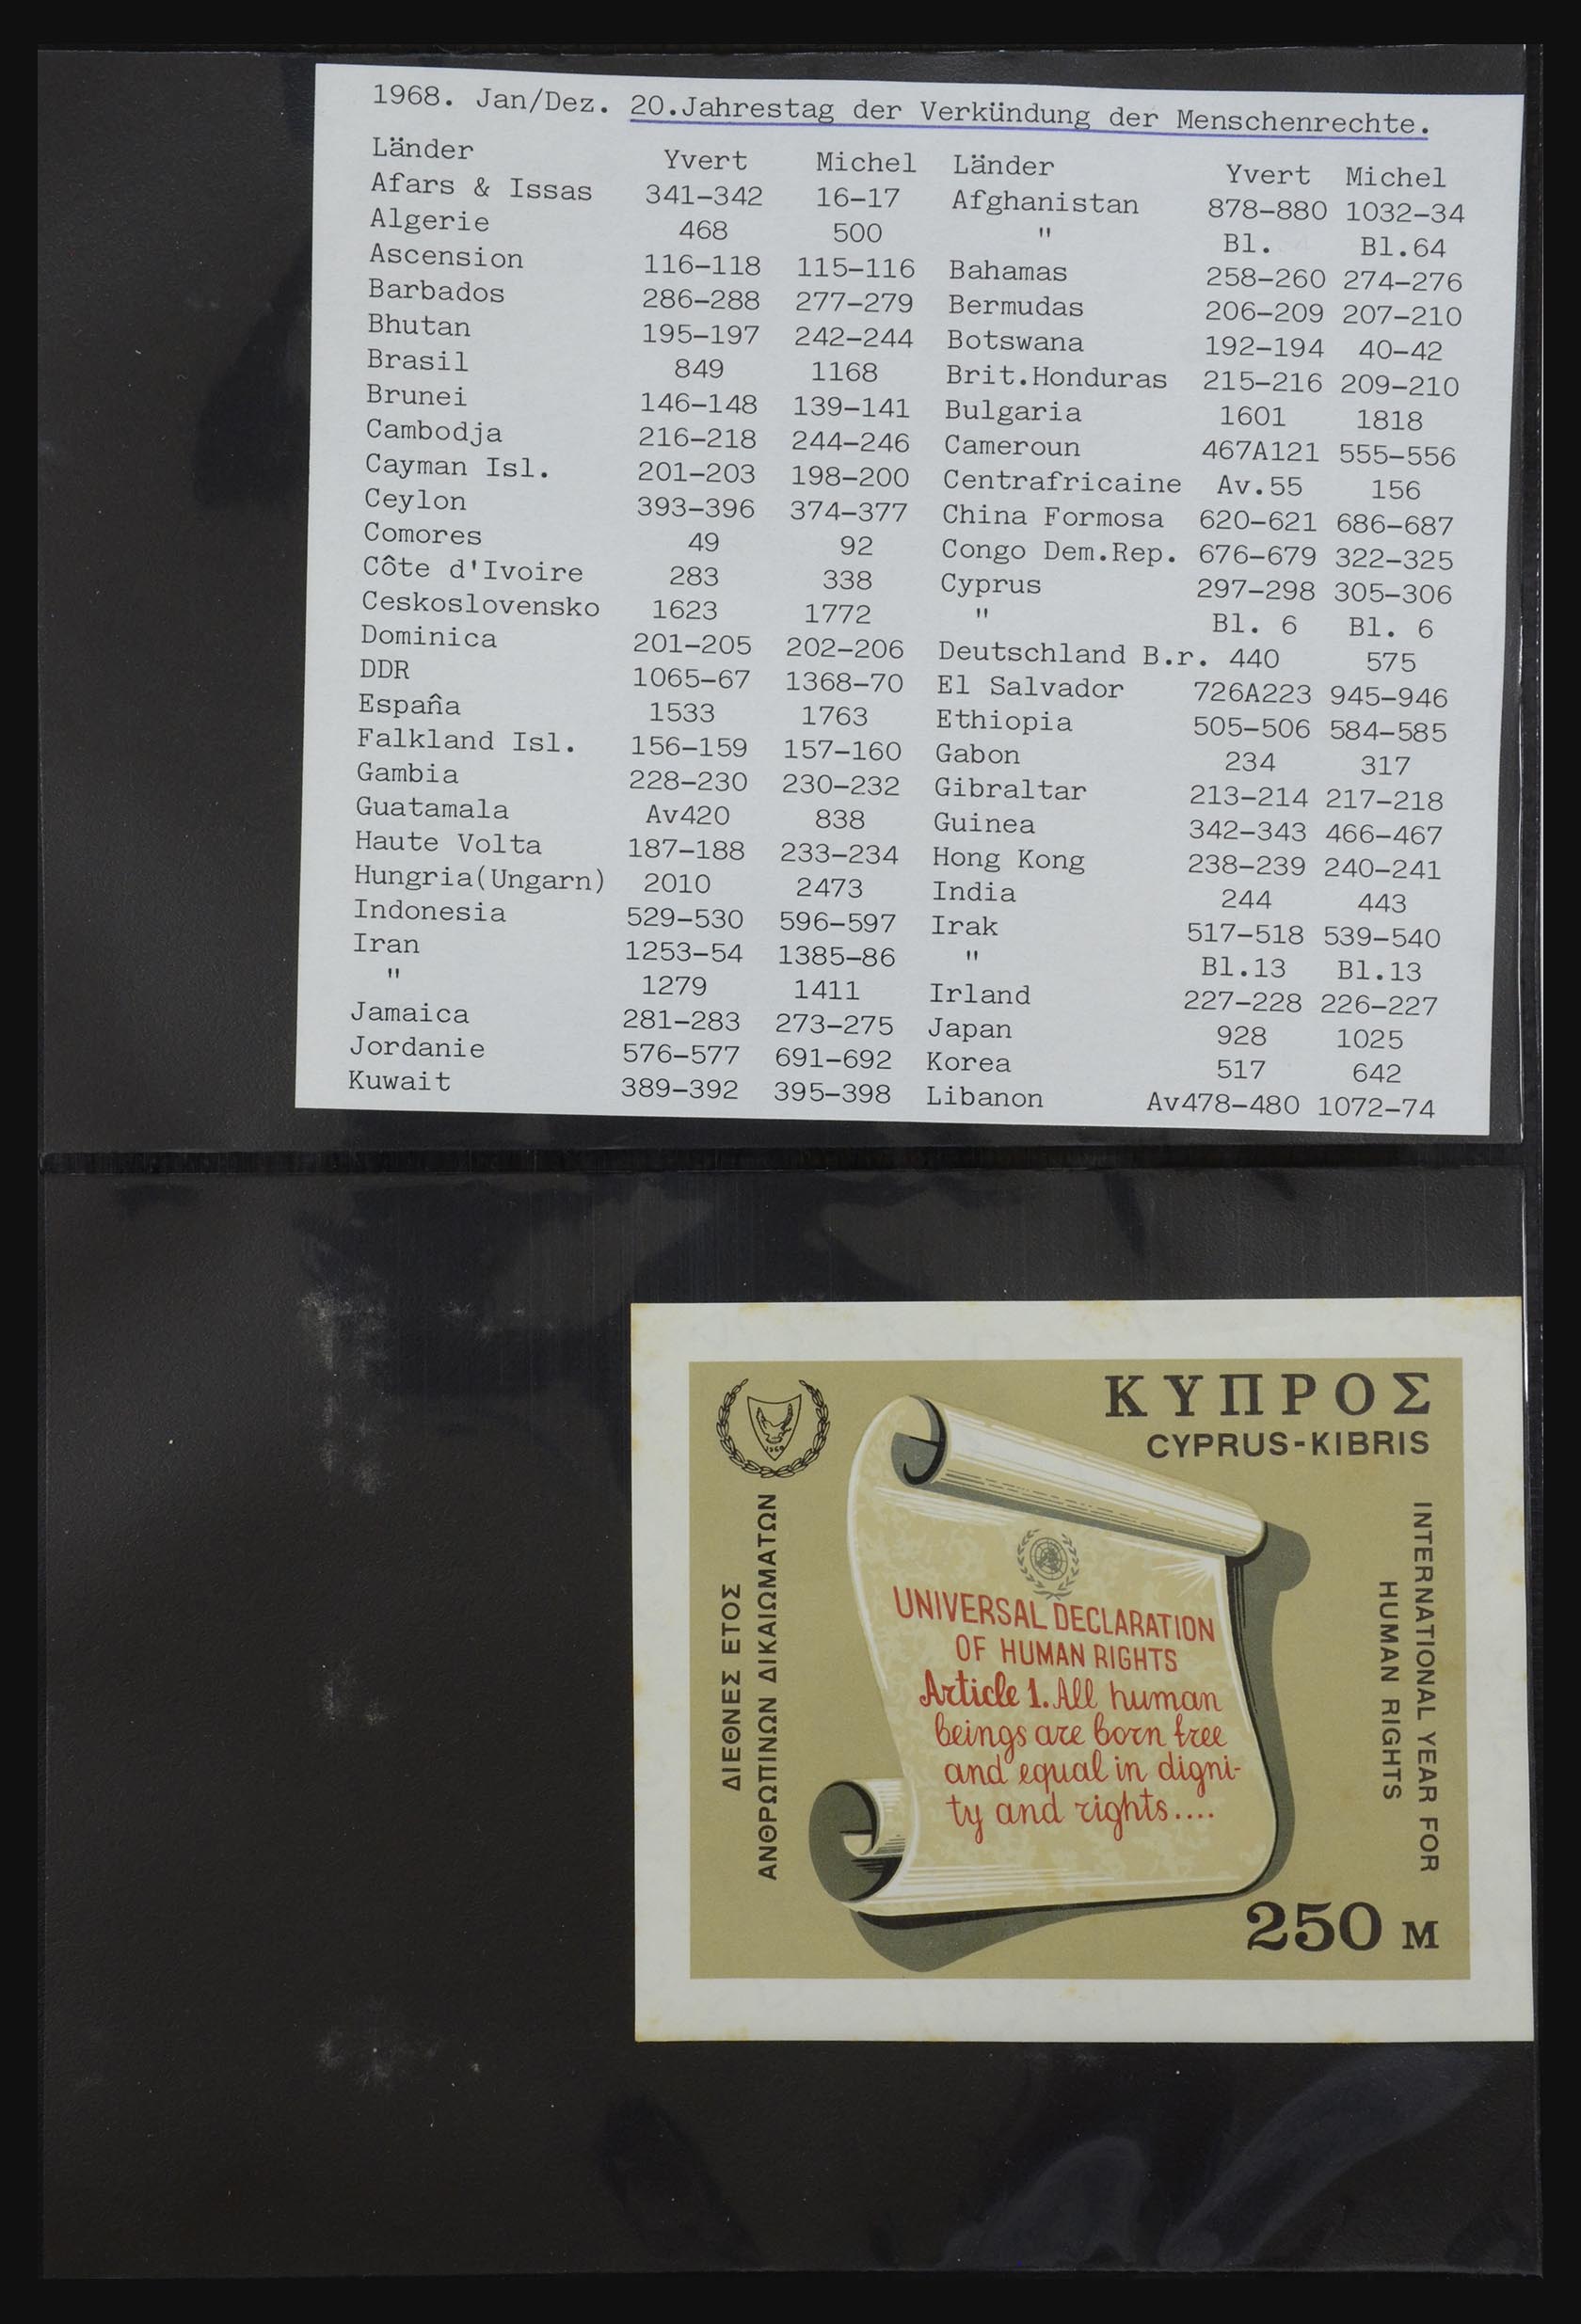 1968. Jan/Dez. 20.Jahrestag der Verkündung der Menschenrechte.
Länder Yvert Michel Länder Yvert Michel
Afars & Issas 341-342 16-17 Afghanistan 878-880 1032-34
Algerie 468 500 " Bl. Bl.64
Ascension 116-118 115-116 Bahamas 258-260 274-276
Barbados 286-288 277-279 Bermudas 206-209 207-210
Bhutan 195-197 242-244 Botswana 192-194 40-42
Brasil 849 1168 Brit.Honduras 215-216 209-210
Brunei 146-148 139-141 Bulgaria 1601 1818
Cambodja 216-218 244-246 Cameroun 467A121 555-556
Cayman Isl. 201-203 198-200 Centrafricaine Av.55 156
Ceylon 393-396 374-377 China Formosa 620-621 686-687
Comores 49 92 Congo Dem.Rep. 676-679 322-325
Côte d'Ivoire 283 338 Cyprus 297-298 305-306
Ceskoslovensko 1623 1772 " Bl. 6 Bl. 6
Dominica 201-205 202-206 Deutschland B.r. 440 575
DDR 1065-67 1368-70 El Salvador 726A223 945-946
España 1533 1763 Ethiopia 505-506 584-585
Falkland Isl. 156-159 157-160 Gabon 234 317
Gambia 228-230 230-232 Gibraltar 213-214 217-218
Guatamala Av420 838 Guinea 342-343 466-467
Haute Volta 187-188 233-234 Hong Kong 238-239 240-241
Hungria(Ungarn) 2010 2473 India 244 443
Indonesia 529-530 596-597 Irak 517-518 539-540
Iran 1253-54 1385-86 " Bl.13 Bl.13
" 1279 1411 Irland 227-228 226-227
Jamaica 281-283 273-275 Japan 928 1025
Jordanie 576-577 691-692 Korea 517 642
Kuwait 389-392 395-398 Libanon Av478-480 1072-74
ΚΥΠΡΟΣ
CYPRUS-KIBRIS
1960
ΔΙΕΘΝΕΣ ΕΤΟΣ
ΑΝΘΡΩΠΙΝΩΝ ΔΙΚΑΙΩΜΑΤΩΝ
UNIVERSAL DECLARATION
OF HUMAN RIGHTS
Article 1. All human
beings are born free
and equal in digni-
ty and rights....
INTERNATIONAL YEAR FOR
HUMAN RIGHTS
250 M